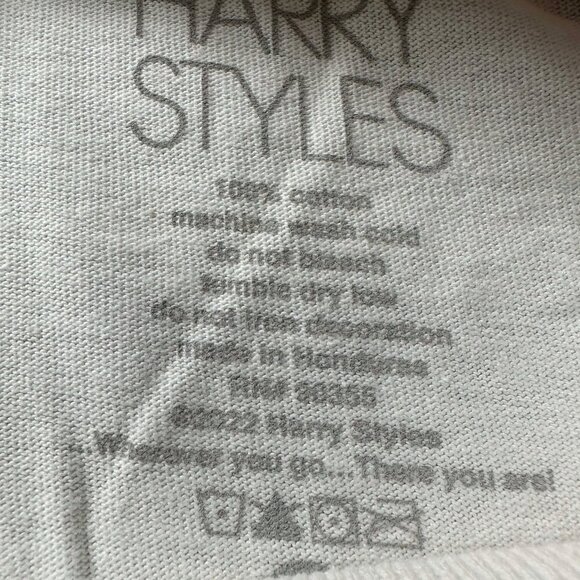 HARRY
STYLES
100% cotton
machine wash cold
do not bleach
tumble dry low
do not iron decoration
made in Honduras
RN# 20355
©2022 Harry Styles
...Wherever you go....There you are!